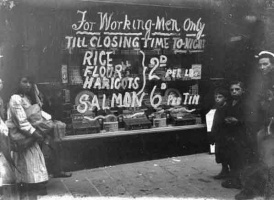 For Working-Men Only
Till Closing Time To-Night
Rice
Flour
Haricots
2D Per Lb
Salmon 6D Per Tin